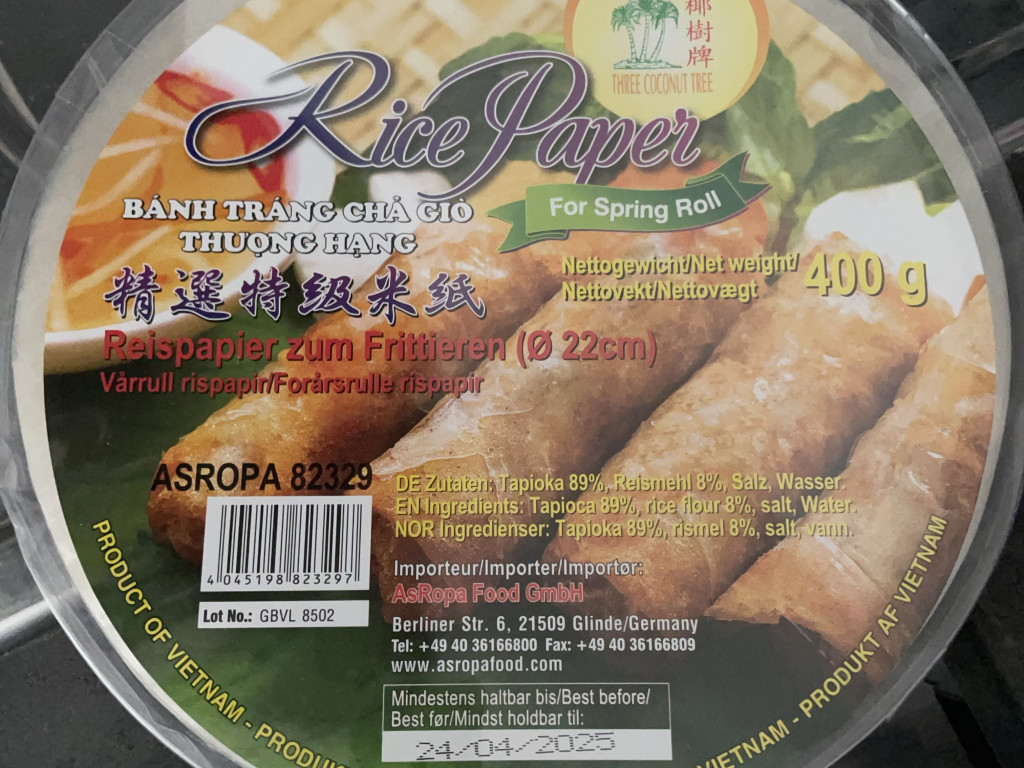 椰樹牌
THREE COCONUT TREE
Rice Paper
For Spring Roll
BÁNH TRÁNG CHẢ GIÒ
THƯỢNG HẠNG
精選特级米纸
Nettogewicht/Net weight/
Nettovekt/Nettovægt
400 g
Reispapier zum Frittieren (Ø 22cm)
Vårrull rispapir/Forårsrulle rispapir
ASROPA 82329
4 045198 823297
Lot No.: GBVL 8502
DE Zutaten: Tapioka 89%, Reismehl 8%, Salz, Wasser.
EN Ingredients: Tapioca 89%, rice flour 8%, salt, Water.
NOR Ingredienser: Tapioka 89%, rismel 8%, salt, vann.
Importeur/Importer/Importør:
AsRopa Food GmbH
Berliner Str. 6, 21509 Glinde/Germany
Tel: +49 40 36166800 Fax: +49 40 36166809
www.asropafood.com
Mindestens haltbar bis/Best before/
Best før/Mindst holdbar til:
24/04/2025
PRODUCT OF VIETNAM - PRODUK
VIETNAM - PRODUKT AF VIETNAM